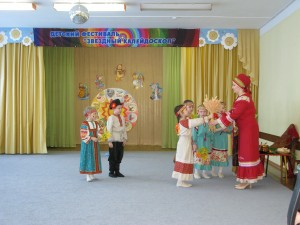 ДЕТСКИЙ ФЕСТИВАЛЬ
"ЗВЕЗДНЫЙ КАЛЕЙДОСКОП"